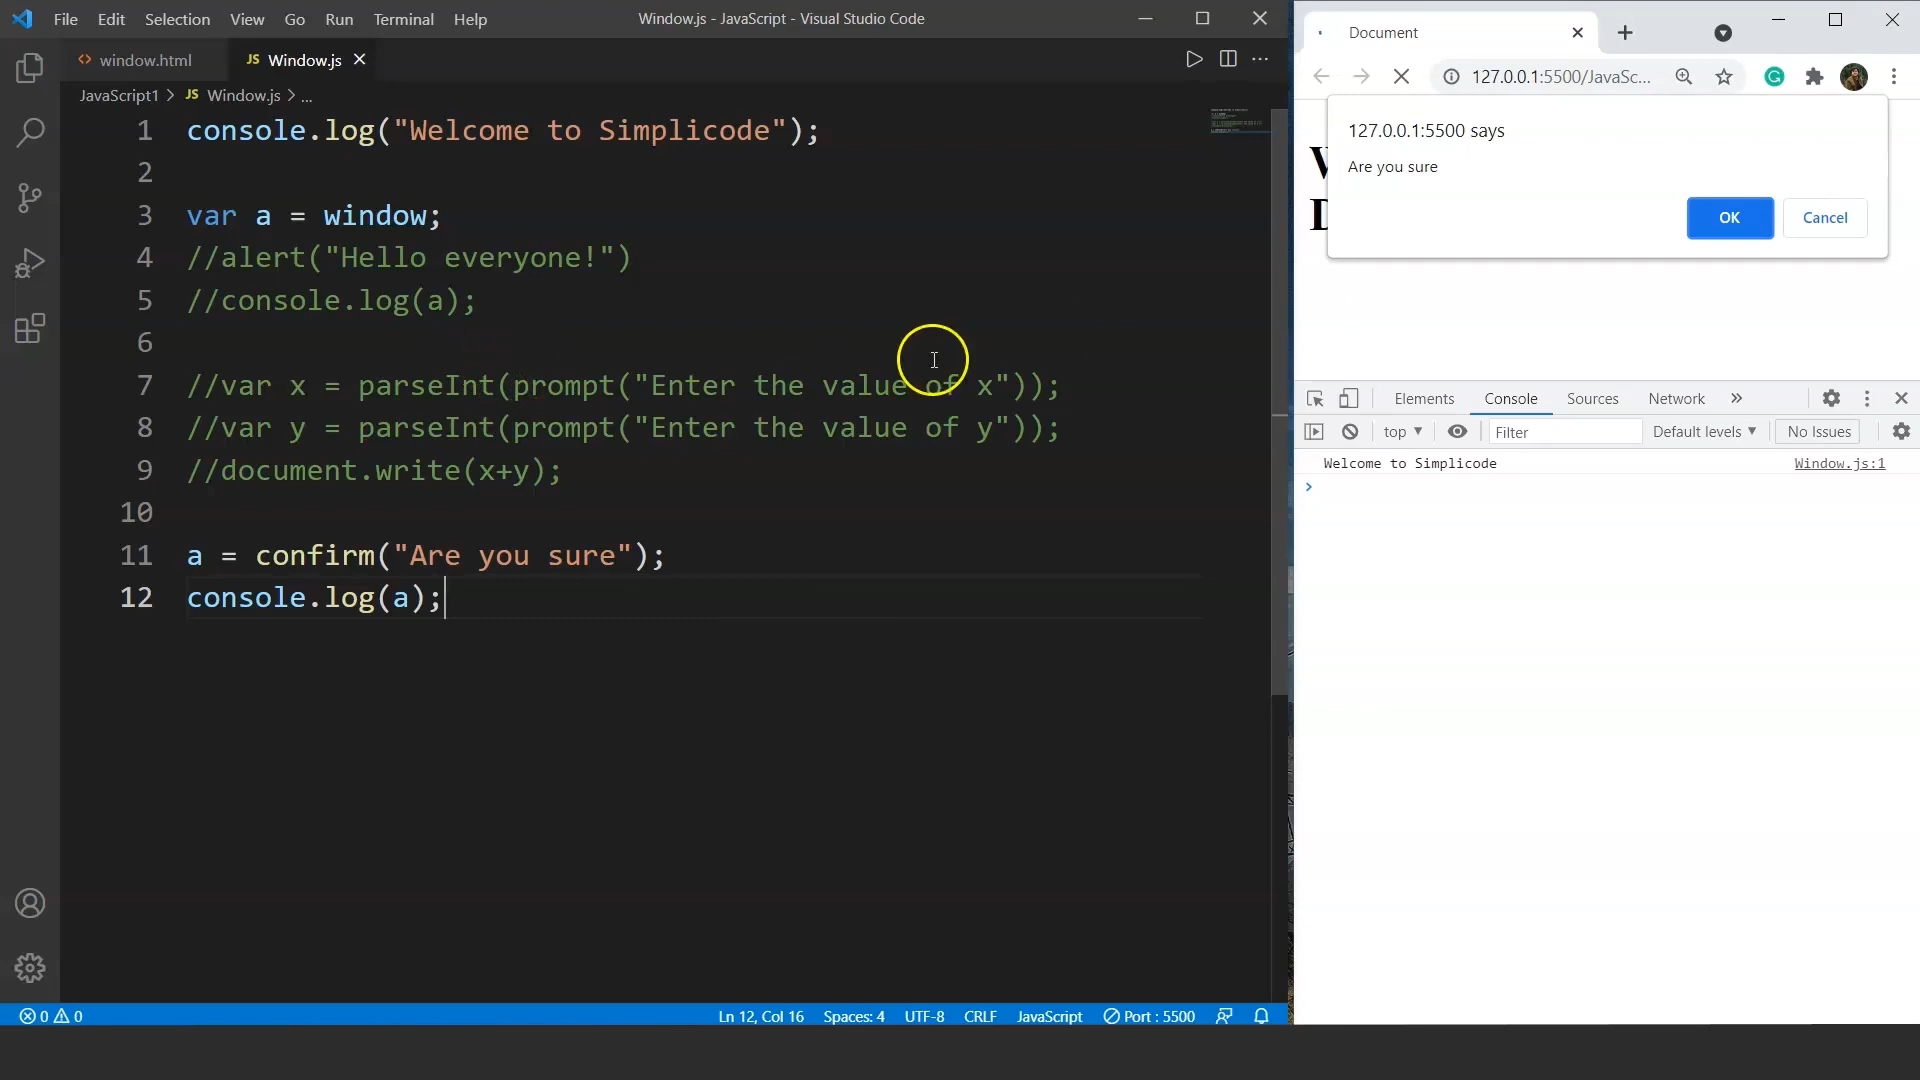 File Edit Selection View Go Run Terminal Help
Window.js - JavaScript - Visual Studio Code
window.html
JS Window.js
JavaScript1 > JS Window.js > ...
1 console.log("Welcome to Simplicode");
2
3 var a = window;
4 //alert("Hello everyone!")
5 //console.log(a);
6
7 //var x = parseInt(prompt("Enter the value of x"));
8 //var y = parseInt(prompt("Enter the value of y"));
9 //document.write(x+y);
10
11 a = confirm("Are you sure");
12 console.log(a);
0 0
Ln 12, Col 16 Spaces: 4 UTF-8 CRLF JavaScript Port : 5500
Document
127.0.0.1:5500/JavaSc...
127.0.0.1:5500 says
Are you sure
OK Cancel
D
Elements Console Sources Network »
top Filter Default levels No Issues
Welcome to Simplicode Window.js:1